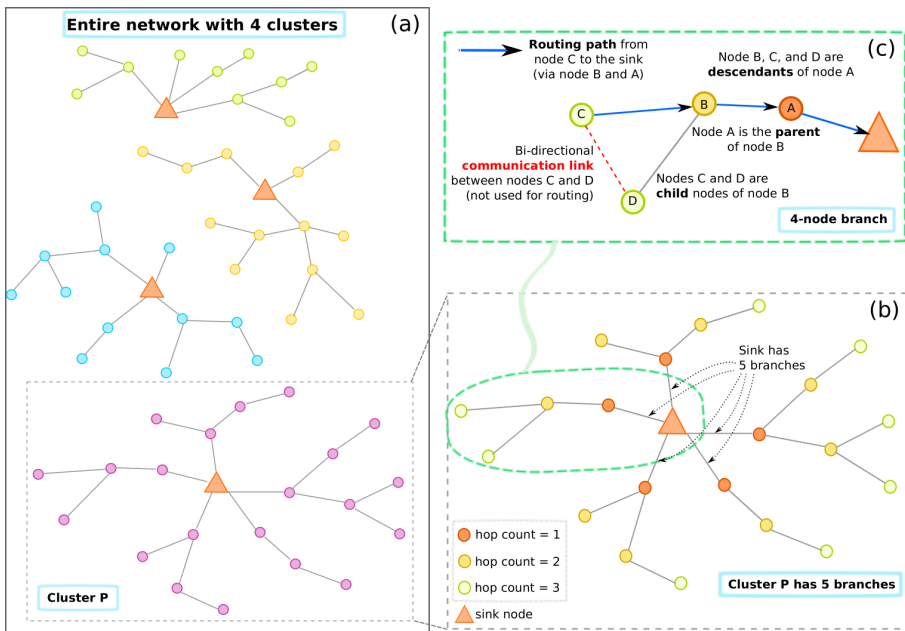 Entire network with 4 clusters
(a)
Cluster P
(c)
Routing path from
node C to the sink
(via node B and A)
Node B, C, and D are
descendants of node A
C
B
A
Node A is the parent
of node B
Bi-directional
communication link
between nodes C and D
(not used for routing)
D
Nodes C and D are
child nodes of node B
4-node branch
(b)
Sink has
5 branches
hop count = 1
hop count = 2
hop count = 3
sink node
Cluster P has 5 branches